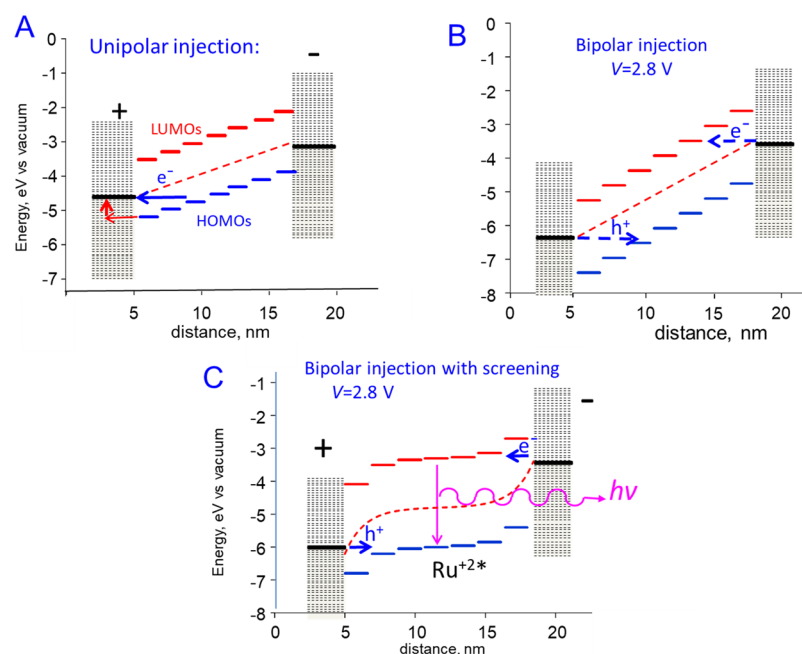 A
Unipolar injection:
+
-
LUMOs
e⁻
HOMOs
0
-1
-2
-3
-4
-5
-6
-7
Energy, eV vs vacuum
5
10
15
20
distance, nm
B
Bipolar injection
V=2.8 V
e⁻
h⁺
0
-1
-2
-3
-4
-5
-6
-7
-8
0
5
10
15
20
distance, nm
C
Bipolar injection with screening
V=2.8 V
+
-
e⁻
hν
h⁺
Ru⁺²*
-1
-2
-3
-4
-5
-6
-7
-8
Energy, eV vs vacuum
0
5
10
15
20
distance, nm